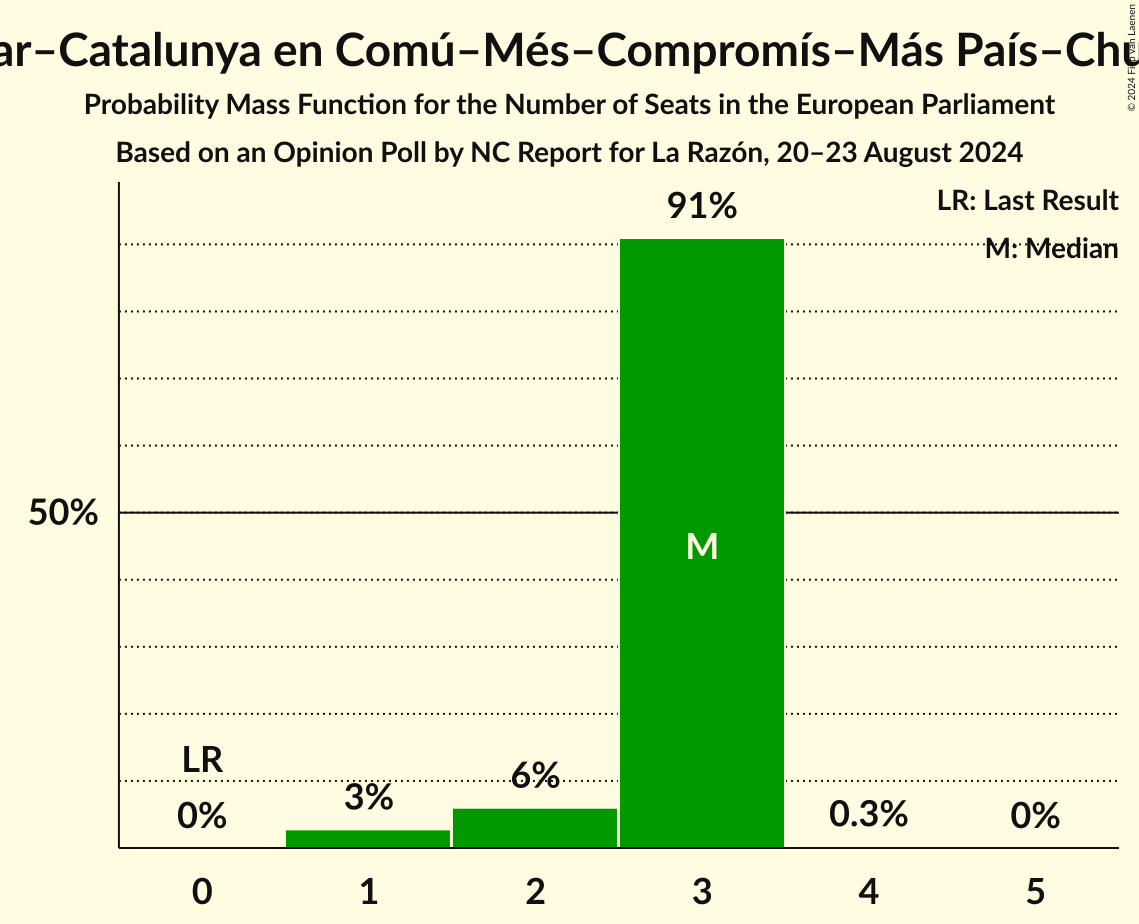 ar–Catalunya en Comú–Més–Compromís–Más País–Chu
Probability Mass Function for the Number of Seats in the European Parliament
Based on an Opinion Poll by NC Report for La Razón, 20–23 August 2024
© 2024 Filip van Laenen
LR: Last Result
M: Median
91%
50%
M
LR
0%
3%
6%
0.3%
0%
0 1 2 3 4 5